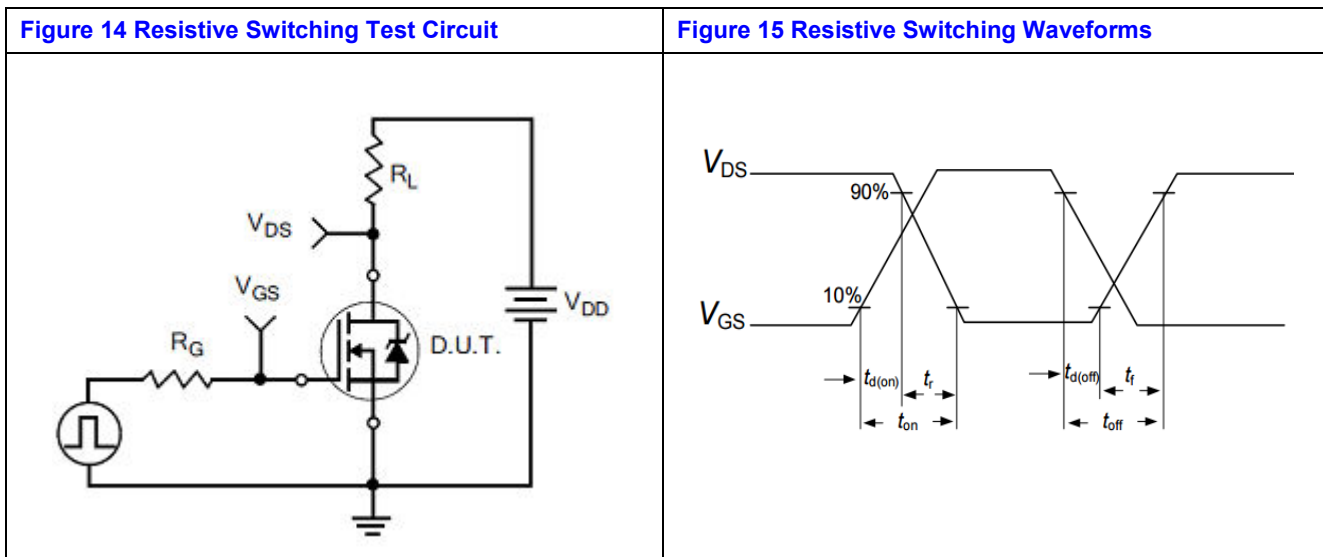 Figure 14 Resistive Switching Test Circuit
Figure 15 Resistive Switching Waveforms
RL
VDS
VGS
VDD
RG
D.U.T.
VDS
90%
10%
VGS
td(on)
tr
td(off)
tf
ton
toff